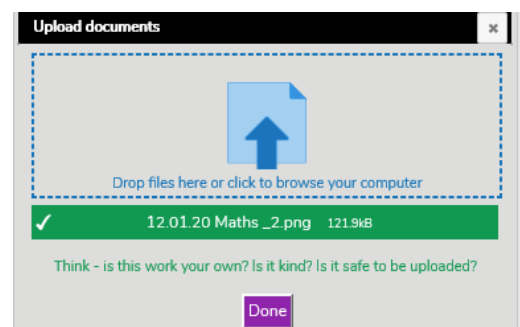 Upload documents
×
Drop files here or click to browse your computer
✓ 12.01.20 Maths _2.png 121.9kB
Think - is this work your own? Is it kind? Is it safe to be uploaded?
Done